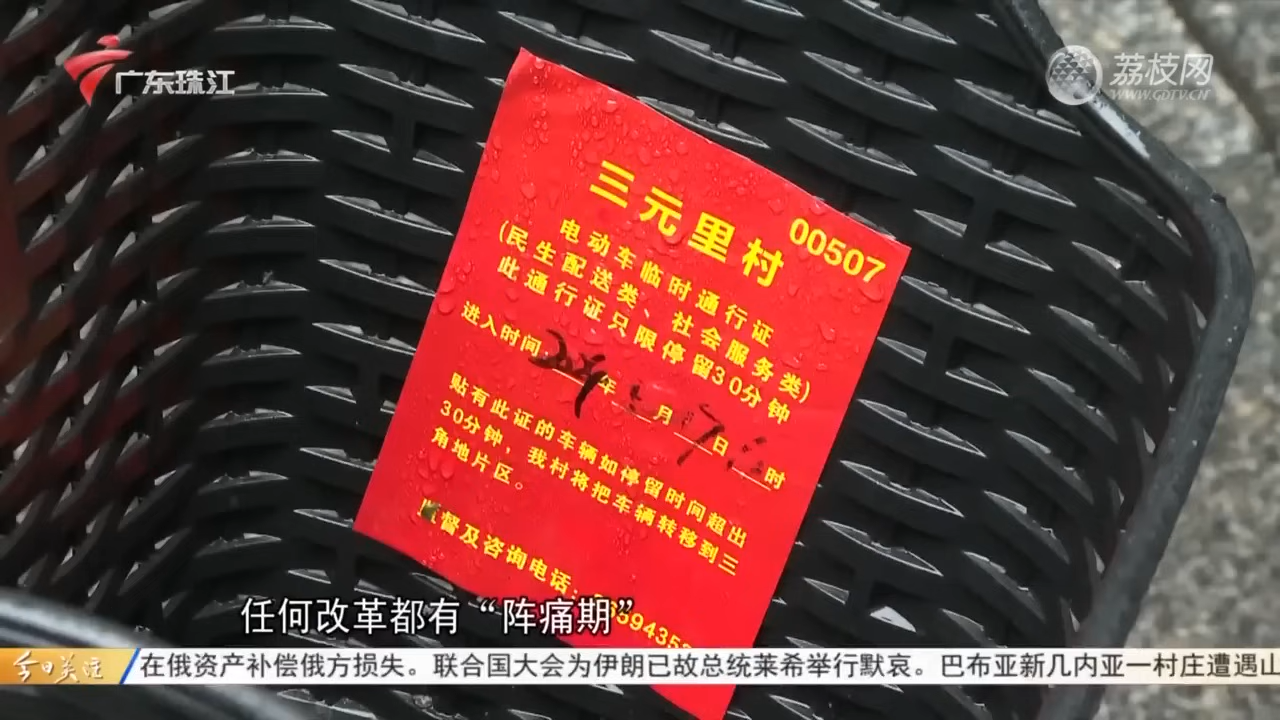 广东珠江
荔枝网
WWW.GDTV.CN
三元里村
00507
电动车临时通行证
(民生配送类、社会服务类)
此通行证只限停留30分钟
进入时间 年 月 17日 时
贴有此证的车辆如停留时间超出
30分钟，我村将把车辆转移到三
角地片区。
监督及咨询电话：
任何改革都有“阵痛期”
今日关注
在俄资产补偿俄方损失。联合国大会为伊朗已故总统莱希举行默哀。巴布亚新几内亚一村庄遭遇山